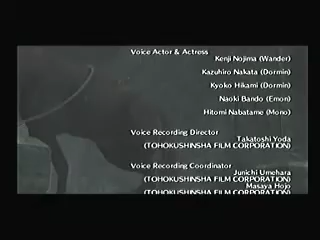 Voice Actor & Actress
Kenji Nojima (Wander)
Kazuhiro Nakata (Dormin)
Kyoko Hikami (Dormin)
Naoki Bando (Emon)
Hitomi Nabatame (Mono)
Voice Recording Director
Takatoshi Yoda
(TOHOKUSHINSHA FILM CORPORATION)
Voice Recording Coordinator
Junichi Umehara
(TOHOKUSHINSHA FILM CORPORATION)
Masaya Hojo
(TOHOKUSHINSHA FILM CORPORATION)